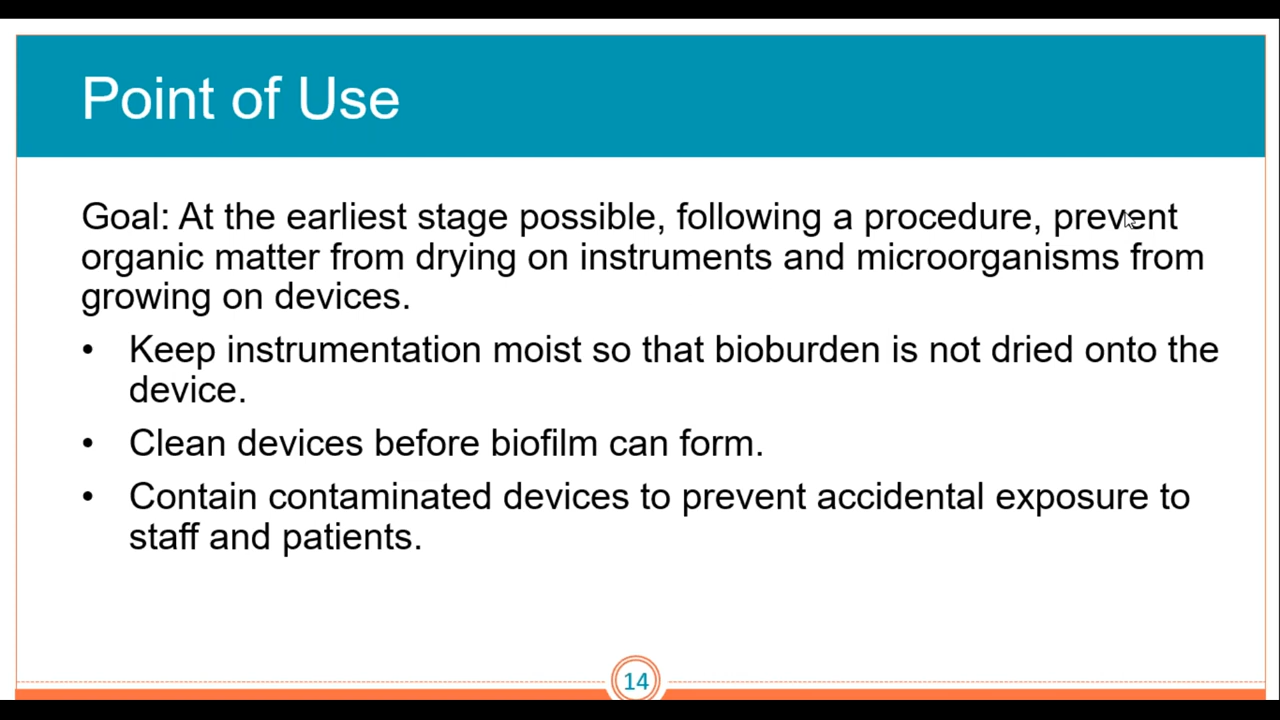 Point of Use
Goal: At the earliest stage possible, following a procedure, prevent
organic matter from drying on instruments and microorganisms from
growing on devices.
• Keep instrumentation moist so that bioburden is not dried onto the
device.
• Clean devices before biofilm can form.
• Contain contaminated devices to prevent accidental exposure to
staff and patients.
14